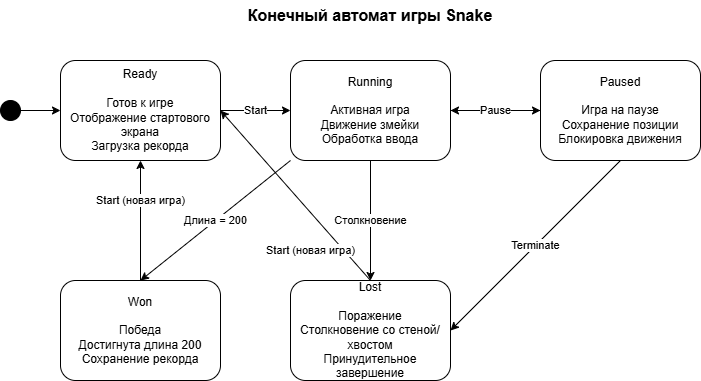 Конечный автомат игры Snake
Ready
Готов к игре
Отображение стартового
экрана
Загрузка рекорда
Start
Running
Активная игра
Движение змейки
Обработка ввода
Pause
Paused
Игра на паузе
Сохранение позиции
Блокировка движения
Start (новая игра)
Длина = 200
Столкновение
Start (новая игра)
Terminate
Won
Победа
Достигнута длина 200
Сохранение рекорда
Lost
Поражение
Столкновение со стеной/
хвостом
Принудительное
завершение